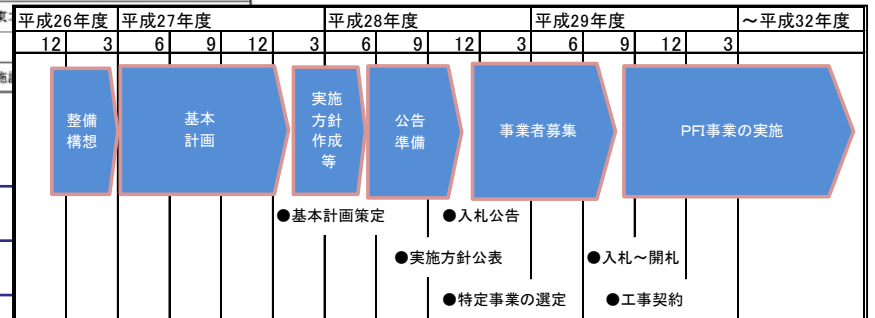 平成26年度 平成27年度 平成28年度 平成29年度 ～平成32年度
12 3 6 9 12 3 6 9 12 3 6 9 12 3
整備
構想
基本
計画
実施
方針
作成
等
公告
準備
事業者募集
PFI事業の実施
●基本計画策定 ●入札公告
●実施方針公表 ●入札～開札
●特定事業の選定 ●工事契約